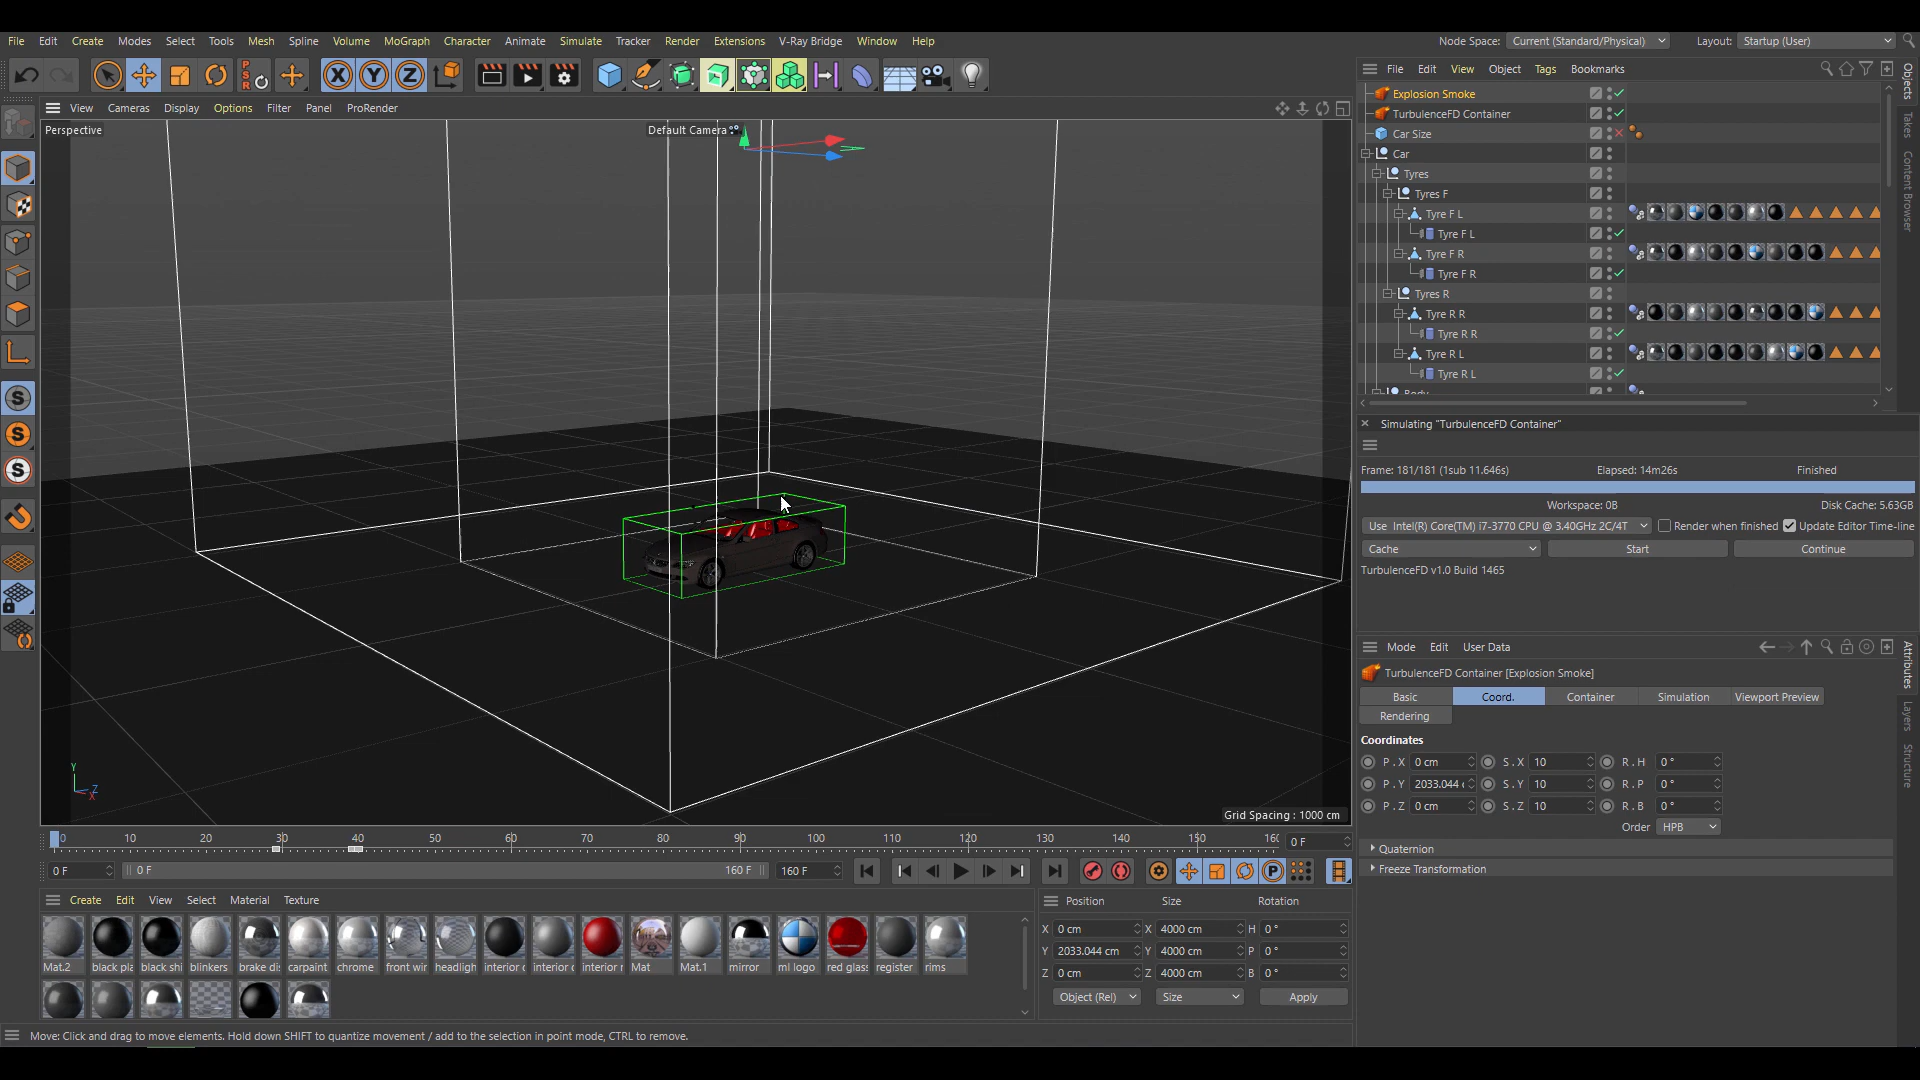 File Edit Create Modes Select Tools Mesh Spline Volume MoGraph Character Animate Simulate Tracker Render Extensions V-Ray Bridge Window Help
Node Space: Current (Standard/Physical) Layout: Startup (User)
File Edit View Object Tags Bookmarks
View Cameras Display Options Filter Panel ProRender
Perspective
Default Camera
Explosion Smoke
TurbulenceFD Container
Car Size
Car
Tyres
Tyres F
Tyre F L
Tyre F L
Tyre F R
Tyre F R
Tyres R
Tyre R R
Tyre R R
Tyre R L
Tyre R L
Body
Objects
Takes
Content Browser
Simulating "TurbulenceFD Container"
Frame: 181/181 (1sub 11.646s) Elapsed: 14m26s Finished
Workspace: 0B Disk Cache: 5.63GB
Use Intel(R) Core(TM) i7-3770 CPU @ 3.40GHz 2C/4T Render when finished Update Editor Time-line
Cache Start Continue
TurbulenceFD v1.0 Build 1465
Mode Edit User Data
TurbulenceFD Container [Explosion Smoke]
Basic Coord. Container Simulation Viewport Preview
Rendering
Coordinates
P . X 0 cm S . X 10 R . H 0 °
P . Y 2033.044 S . Y 10 R . P 0 °
P . Z 0 cm S . Z 10 R . B 0 °
Order HPB
Quaternion
Freeze Transformation
Attributes
Layers
Structure
Y
Z
X
Grid Spacing : 1000 cm
0 10 20 30 40 50 60 70 80 90 100 110 120 130 140 150 160 0 F
0 F 0 F 160 F 160 F
Create Edit View Select Material Texture
Mat.2 black pla black shi blinkers brake di carpaint chrome front wir headligh interior c interior c interior r Mat Mat.1 mirror ml logo red glass register rims
Position Size Rotation
X 0 cm X 4000 cm H 0 °
Y 2033.044 cm Y 4000 cm P 0 °
Z 0 cm Z 4000 cm B 0 °
Object (Rel) Size Apply
Move: Click and drag to move elements. Hold down SHIFT to quantize movement / add to the selection in point mode, CTRL to remove.